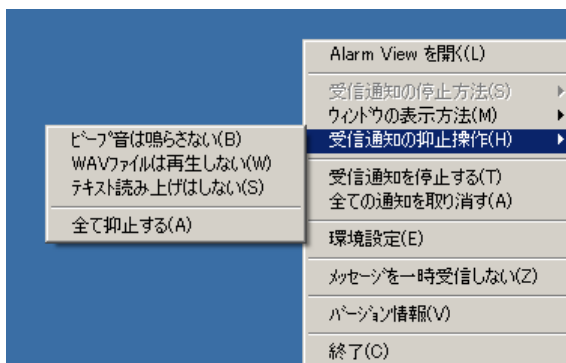 Alarm View を開く(L)
受信通知の停止方法(S)
ウィンドウの表示方法(M)
受信通知の抑止操作(H)
ビープ音は鳴らさない(B)
WAVファイルは再生しない(W)
テキスト読み上げはしない(S)
全て抑止する(A)
受信通知を停止する(T)
全ての通知を取り消す(A)
環境設定(E)
メッセージを一時受信しない(Z)
バージョン情報(V)
終了(C)